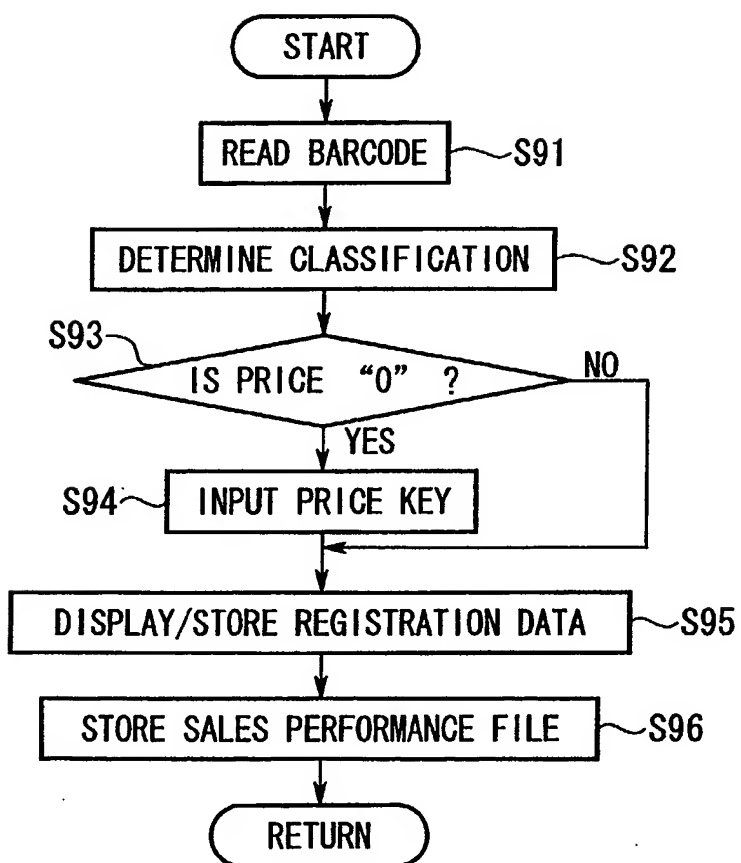 START
READ BARCODE
S91
DETERMINE CLASSIFICATION
S92
S93
IS PRICE “0” ?
NO
YES
S94
INPUT PRICE KEY
DISPLAY/STORE REGISTRATION DATA
S95
STORE SALES PERFORMANCE FILE
S96
RETURN